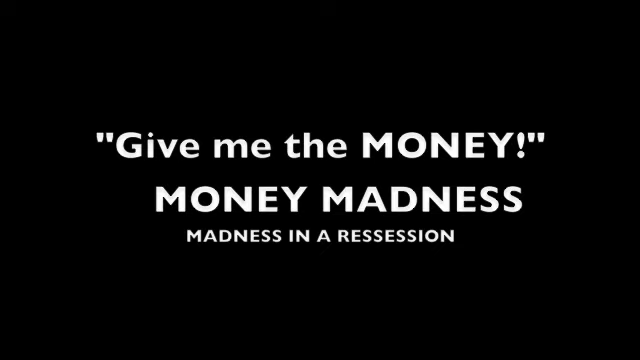 "Give me the MONEY!"
MONEY MADNESS
MADNESS IN A RESSESSION